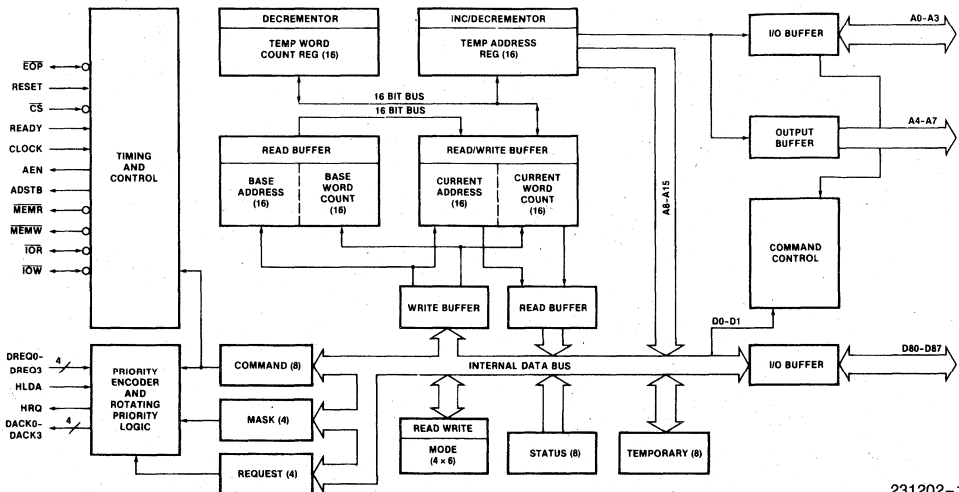 DECREMENTOR
TEMP WORD
COUNT REG (16)
INC/DECREMENTOR
TEMP ADDRESS
REG (16)
I/O BUFFER
A0-A3
EOP
RESET
CS
READY
CLOCK
AEN
ADSTB
MEMR
MEMW
IOR
IOW
TIMING
AND
CONTROL
16 BIT BUS
16 BIT BUS
READ BUFFER
BASE
ADDRESS
(16)
BASE
WORD
COUNT
(16)
READ/WRITE BUFFER
CURRENT
ADDRESS
(16)
CURRENT
WORD
COUNT
(16)
A8-A15
OUTPUT
BUFFER
A4-A7
COMMAND
CONTROL
WRITE BUFFER
READ BUFFER
D0-D1
DREQ0-
DREQ3
4
HLDA
HRQ
DACK0-
DACK3
4
PRIORITY
ENCODER
AND
ROTATING
PRIORITY
LOGIC
COMMAND (8)
MASK (4)
REQUEST (4)
INTERNAL DATA BUS
I/O BUFFER
D80-D87
READ WRITE
MODE
(4 × 6)
STATUS (8)
TEMPORARY (8)